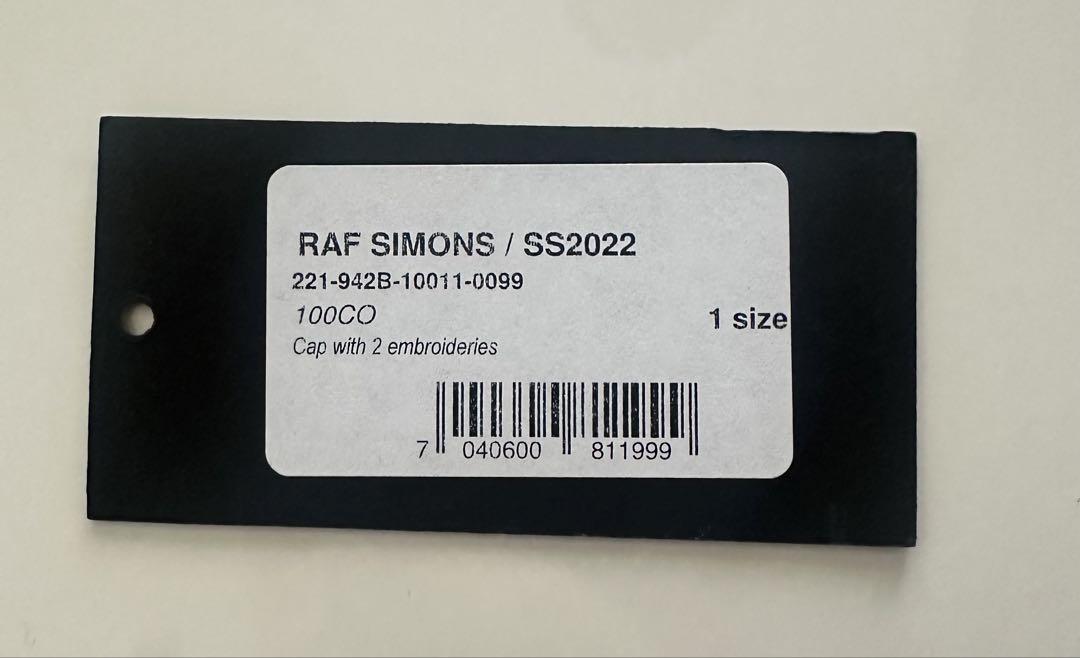 RAF SIMONS / SS2022
221-942B-10011-0099
100CO
1 size
Cap with 2 embroideries
7 040600 811999